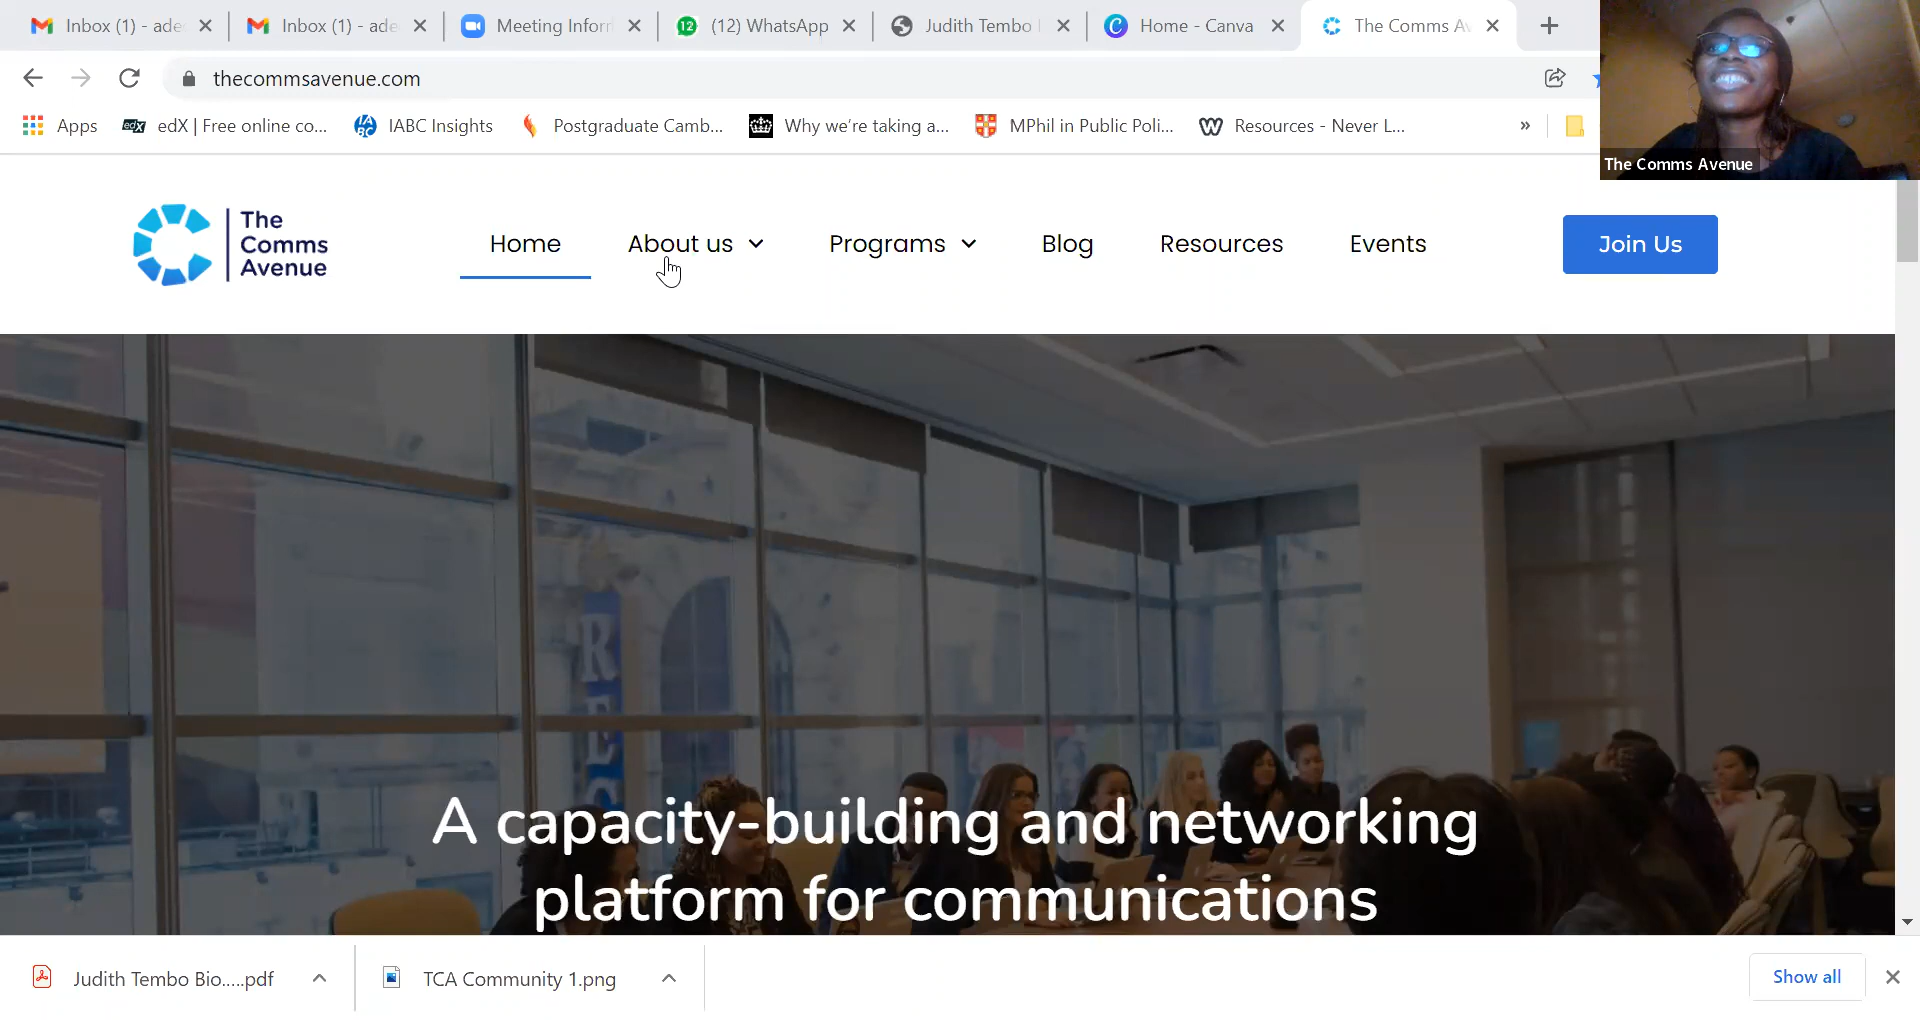 Inbox (1) - ade
Inbox (1) - ade
Meeting Inform
12
(12) WhatsApp
Judith Tembo
Home - Canva
The Comms Av
thecommsavenue.com
Apps
edX | Free online co...
IABC Insights
Postgraduate Camb...
Why we're taking a...
MPhil in Public Poli...
Resources - Never L...
»
The Comms Avenue
The
Comms
Avenue
Home
About us
Programs
Blog
Resources
Events
Join Us
A capacity-building and networking
platform for communications
Judith Tembo Bio.....pdf
TCA Community 1.png
Show all